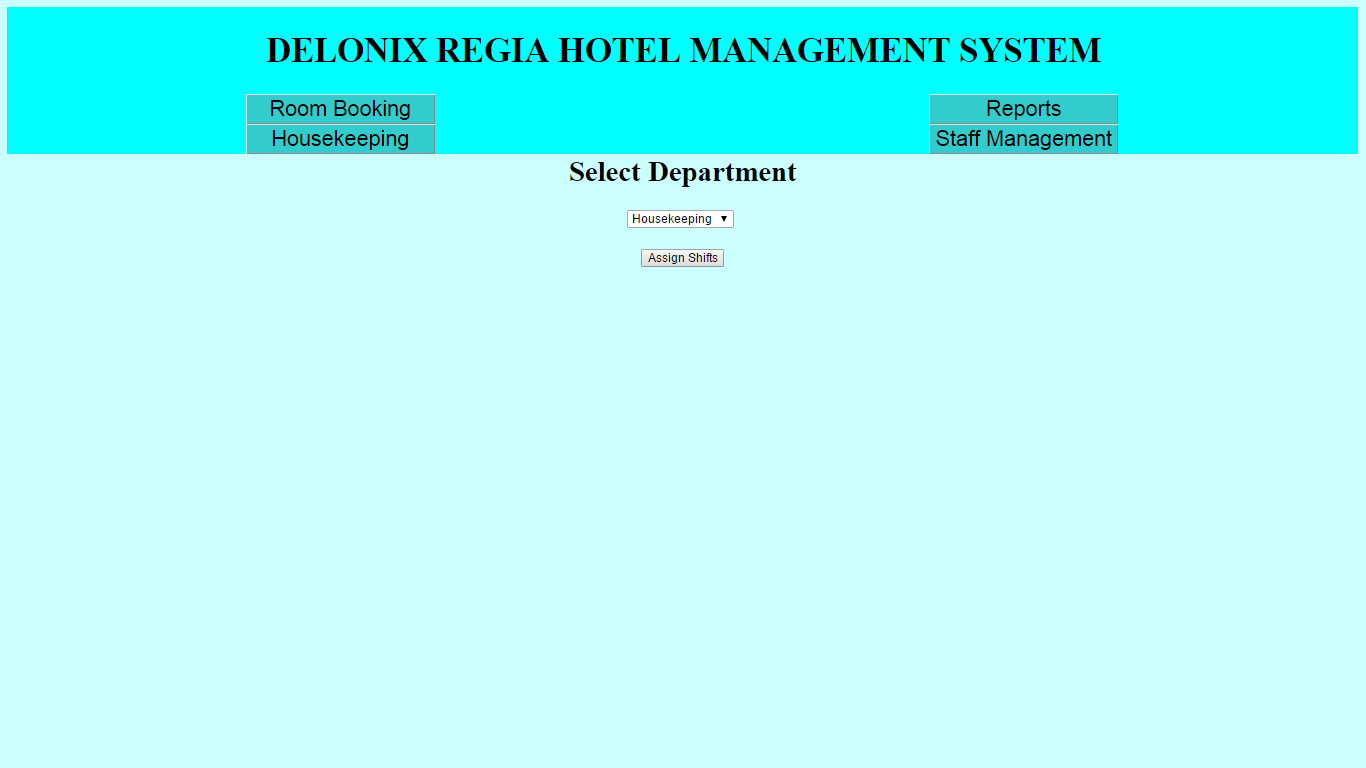 DELONIX REGIA HOTEL MANAGEMENT SYSTEM
Room Booking
Reports
Housekeeping
Staff Management
Select Department
Housekeeping
Assign Shifts